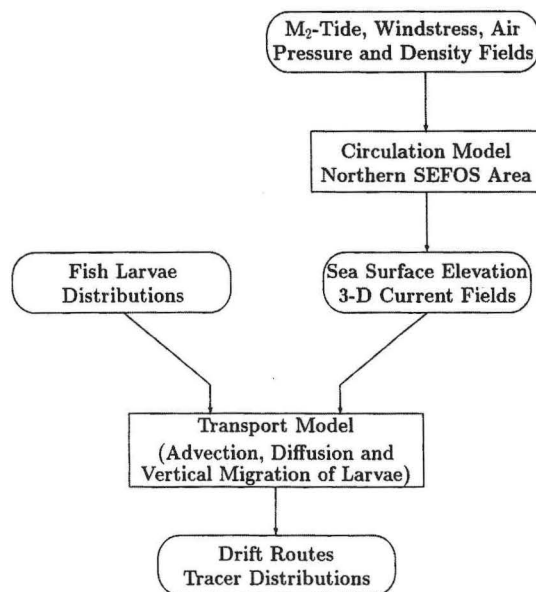 M₂-Tide, Windstress, Air
Pressure and Density Fields
Circulation Model
Northern SEFOS Area
Fish Larvae
Distributions
Sea Surface Elevation
3-D Current Fields
Transport Model
(Advection, Diffusion and
Vertical Migration of Larvae)
Drift Routes
Tracer Distributions